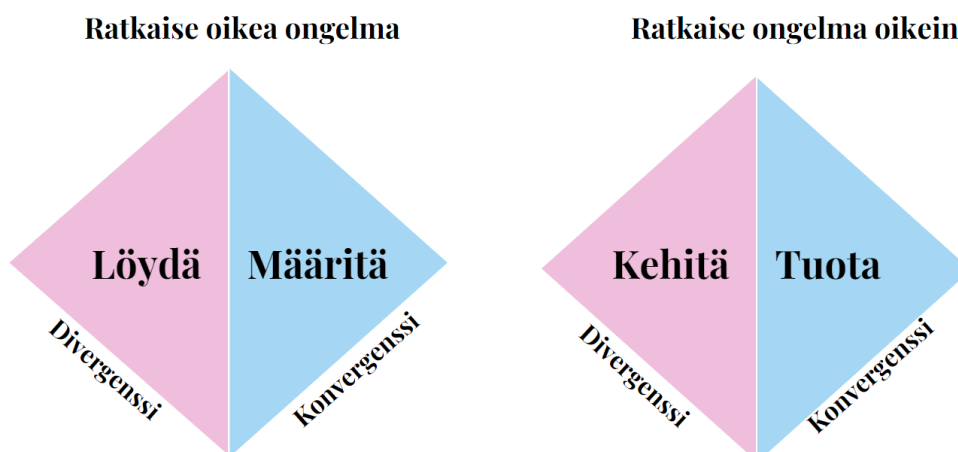 Ratkaise oikea ongelma
Ratkaise ongelma oikein
Löydä
Määritä
Kehitä
Tuota
Divergenssi
Konvergenssi
Divergenssi
Konvergenssi